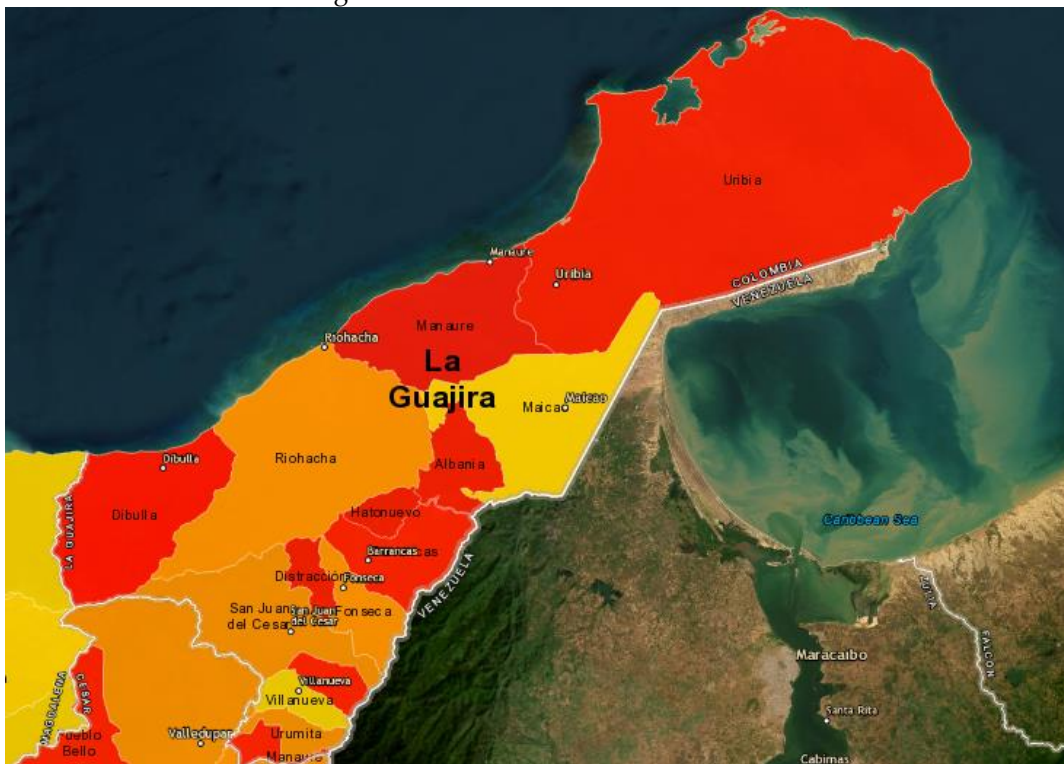 Uribia
COLOMBIA
VENEZUELA
Manaure
Uribia
Manaure
Riohacha
La
Guajira
Maicao
Maicao
Dibulla
Riohacha
Albania
Dibulla
LA GUAJIRA
Hatonuevo
Caribbean Sea
Barrancas
Distracción
Fonseca
VENEZUELA
San Juan
del Cesar
San Juan
del Cesar
Fonseca
ZULIA
FALCON
Maracaibo
Villanueva
Villanueva
MAGDALENA
CESAR
Santa Rita
Valledupar
Urumita
Pueblo
Bello
Manaure
Cabimas